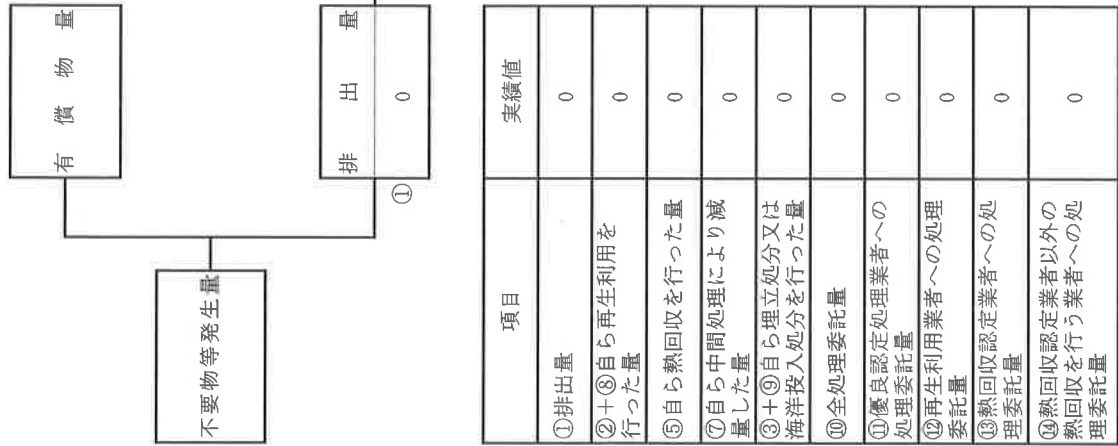 不要物等発生量
有償物量
排出量
① 0
項目 実績値
①排出量 0
②+⑧自ら再生利用を
行った量 0
⑤自ら熱回収を行った量 0
⑦自ら中間処理により減
量した量 0
③+⑨自ら埋立処分又は
海洋投入処分を行った量 0
⑩全処理委託量 0
⑪優良認定処理業者への
処理委託量 0
⑫再生利用業者への処理
委託量 0
⑬熱回収認定業者への処
理委託量 0
⑭熱回収認定業者以外の
熱回収を行う業者への処
理委託量 0